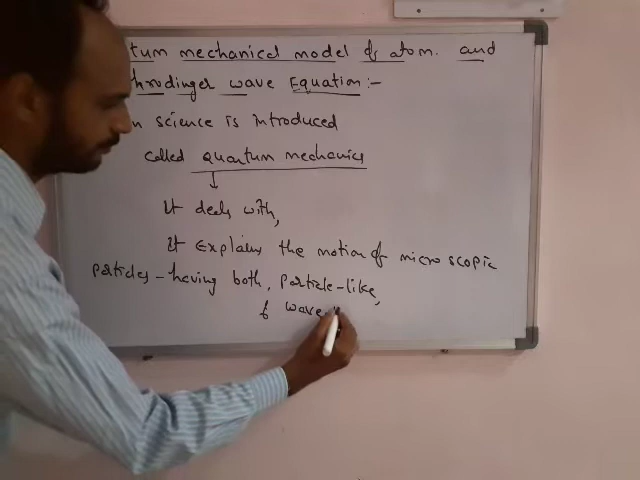 tum mechanical model of atom. and
hrodinger wave Equation:-
n science is introduced
called quantum mechanics
↓
It deals with,
It explains the motion of microscopic
particles - having both, particle-like,
& wave